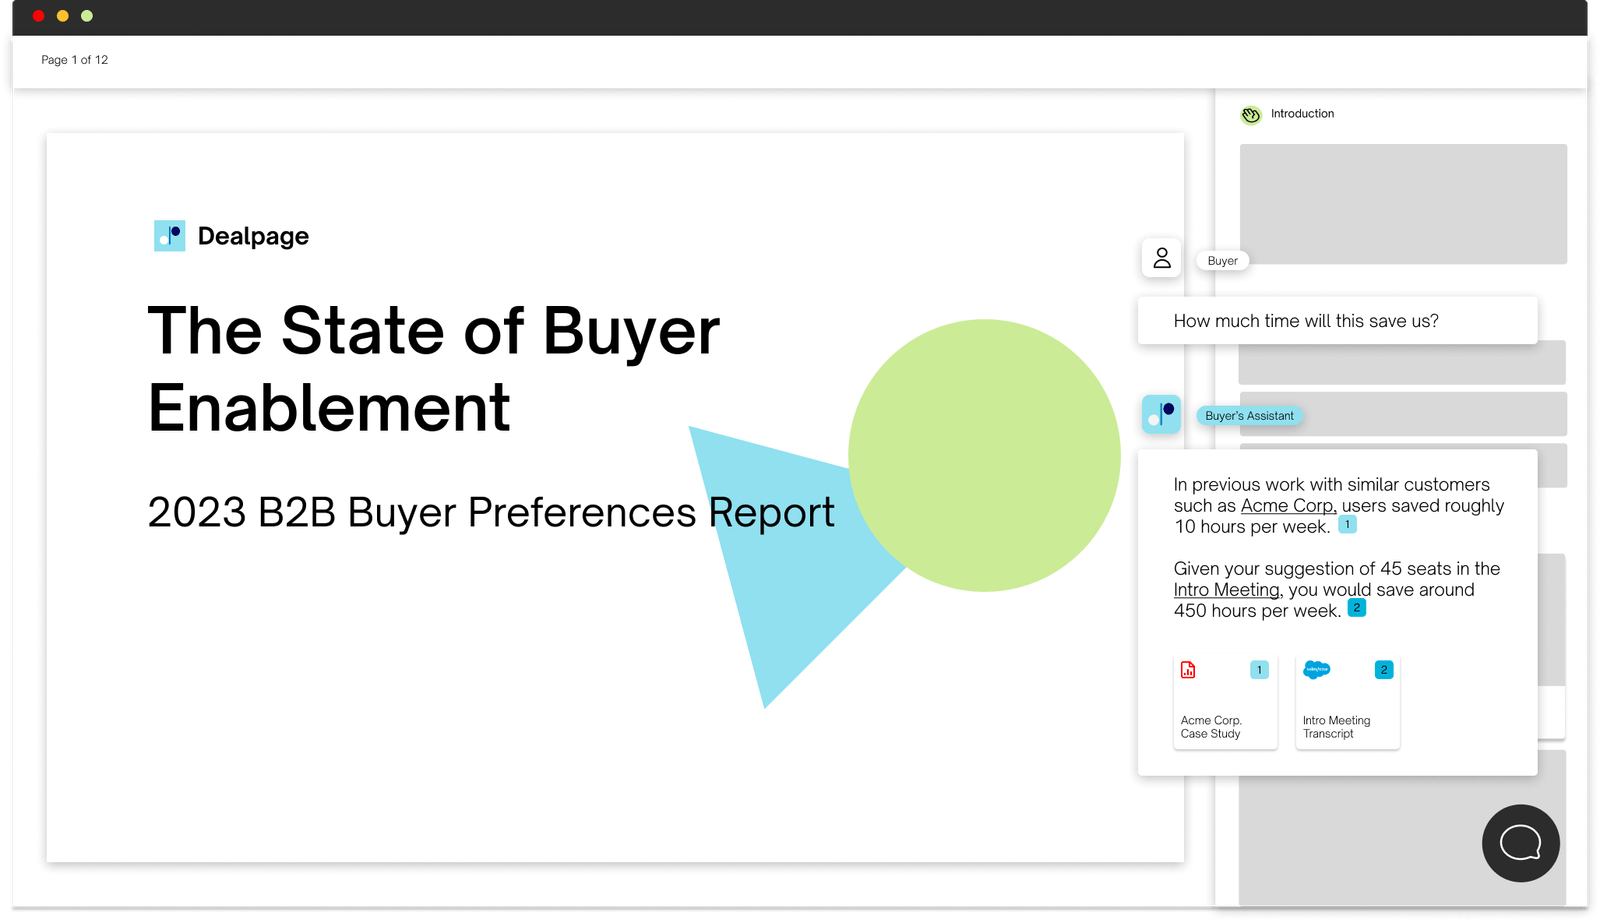 Page 1 of 12
Introduction
Dealpage
The State of Buyer
Enablement
2023 B2B Buyer Preferences Report
Buyer
How much time will this save us?
Buyer's Assistant
In previous work with similar customers
such as Acme Corp, users saved roughly
10 hours per week. 1
Given your suggestion of 45 seats in the
Intro Meeting, you would save around
450 hours per week. 2
1
Acme Corp.
Case Study
salesforce 2
Intro Meeting
Transcript